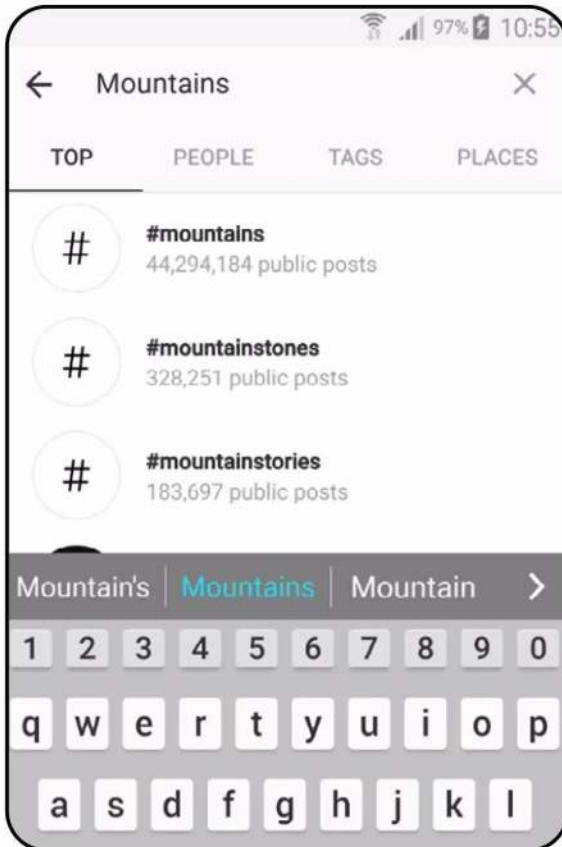 97% 10:55
Mountains
TOP PEOPLE TAGS PLACES
# #mountains
44,294,184 public posts
# #mountainstones
328,251 public posts
# #mountainstories
183,697 public posts
Mountain's Mountains Mountain
1 2 3 4 5 6 7 8 9 0
q w e r t y u i o p
a s d f g h j k l